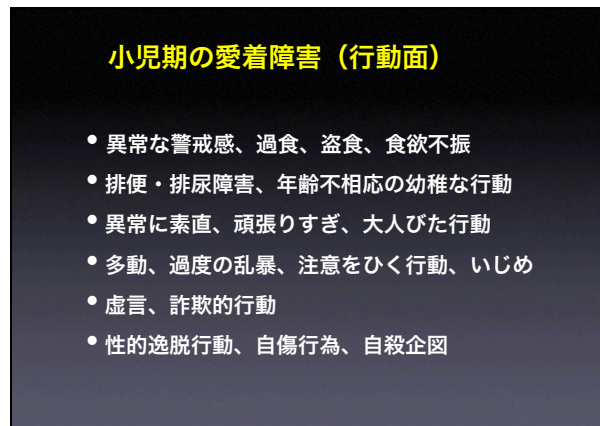 小児期の愛着障害（行動面）
• 異常な警戒感、過食、盗食、食欲不振
• 排便・排尿障害、年齢不相応の幼稚な行動
• 異常に素直、頑張りすぎ、大人びた行動
• 多動、過度の乱暴、注意をひく行動、いじめ
• 虚言、詐欺的行動
• 性的逸脱行動、自傷行為、自殺企図